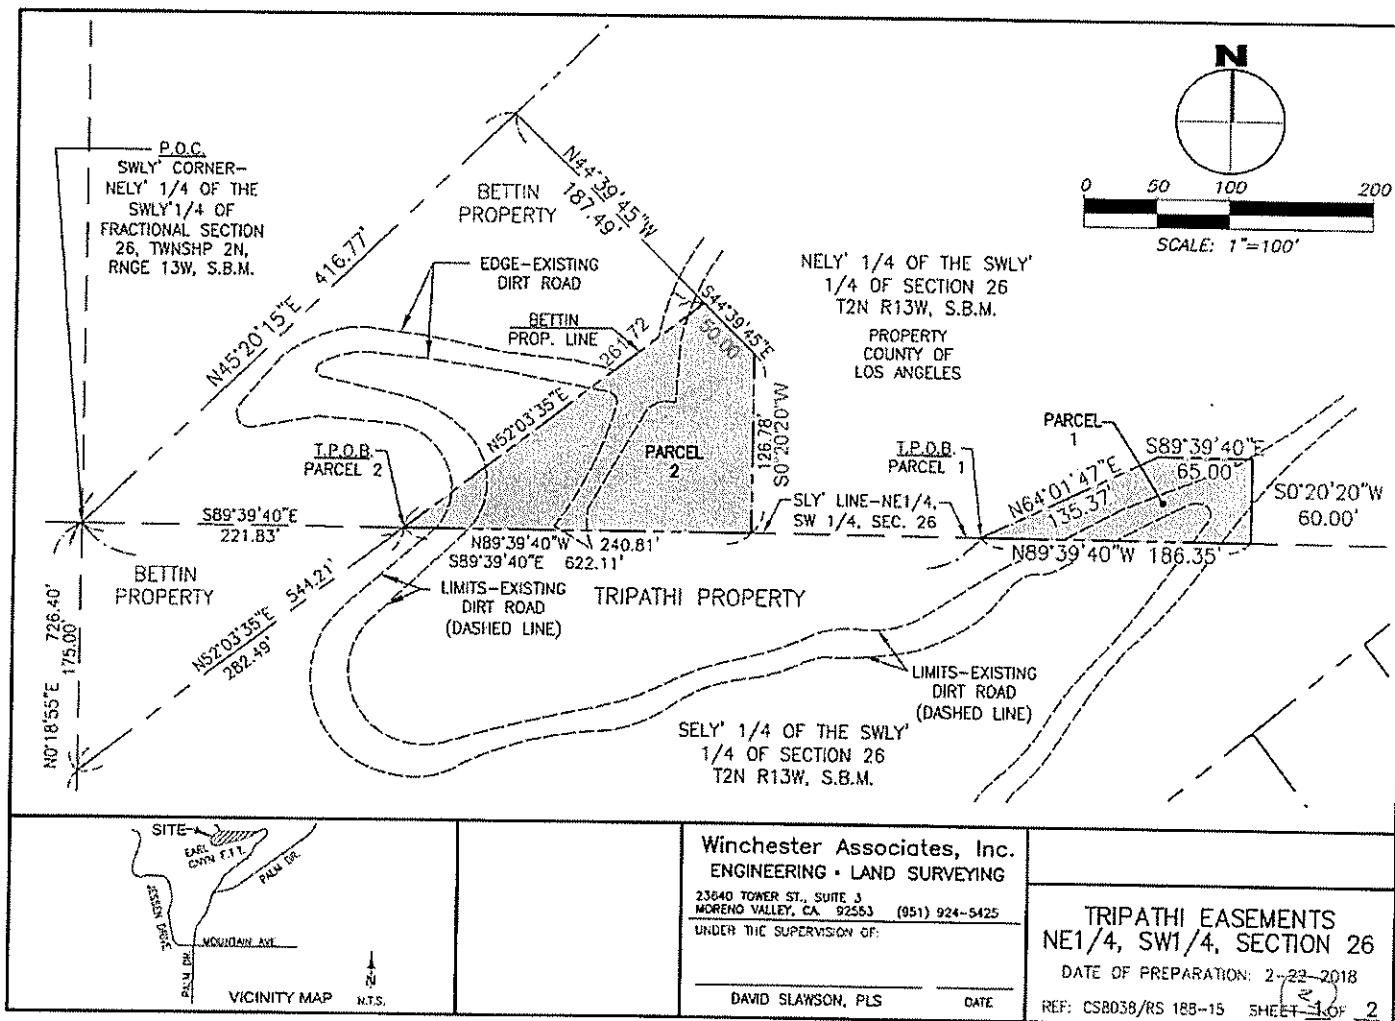 P.O.C.
SWLY' CORNER-
NELY' 1/4 OF THE
SWLY'1/4 OF
FRACTIONAL SECTION
26, TWNSHP 2N,
RNGE 13W, S.B.M.
N45°20'15"E 416.77'
BETTIN
PROPERTY
N44°39'45"W
187.49'
EDGE-EXISTING
DIRT ROAD
BETTIN
PROP. LINE
261.72
N52°03'35"E
S44°39'45"E
50.00
126.78'
S0°20'20"W
PARCEL
2
T.P.O.B.
PARCEL 2
N
0 50 100 200
SCALE: 1"=100'
NELY' 1/4 OF THE SWLY'
1/4 OF SECTION 26
T2N R13W, S.B.M.
PROPERTY
COUNTY OF
LOS ANGELES
PARCEL
1
T.P.O.B.
PARCEL 1
S89°39'40"E
65.00'
N64°01'47"E
135.37'
S0°20'20"W
60.00'
SLY' LINE-NE1/4,
SW 1/4, SEC. 26
N89°39'40"W 186.35'
S89°39'40"E
221.83'
N89°39'40"W 240.81'
S89°39'40"E 622.11'
BETTIN
PROPERTY
N52°03'35"E 544.21'
282.49'
N0°18'55"E 726.40'
175.00'
LIMITS-EXISTING
DIRT ROAD
(DASHED LINE)
TRIPATHI PROPERTY
LIMITS-EXISTING
DIRT ROAD
(DASHED LINE)
SELY' 1/4 OF THE SWLY'
1/4 OF SECTION 26
T2N R13W, S.B.M.
SITE
EARL
PALM DR.
JESSEN DRIVE
MOUNTAIN AVE
PALM DR.
VICINITY MAP
N
N.T.S.
Winchester Associates, Inc.
ENGINEERING • LAND SURVEYING
23640 TOWER ST., SUITE 3
MORENO VALLEY, CA 92553 (951) 924-5425
UNDER THE SUPERVISION OF:
DAVID SLAWSON, PLS DATE
TRIPATHI EASEMENTS
NE1/4, SW1/4, SECTION 26
DATE OF PREPARATION: 2-22-2018
REF: CS8038/RS 188-15 SHEET 1 OF 2